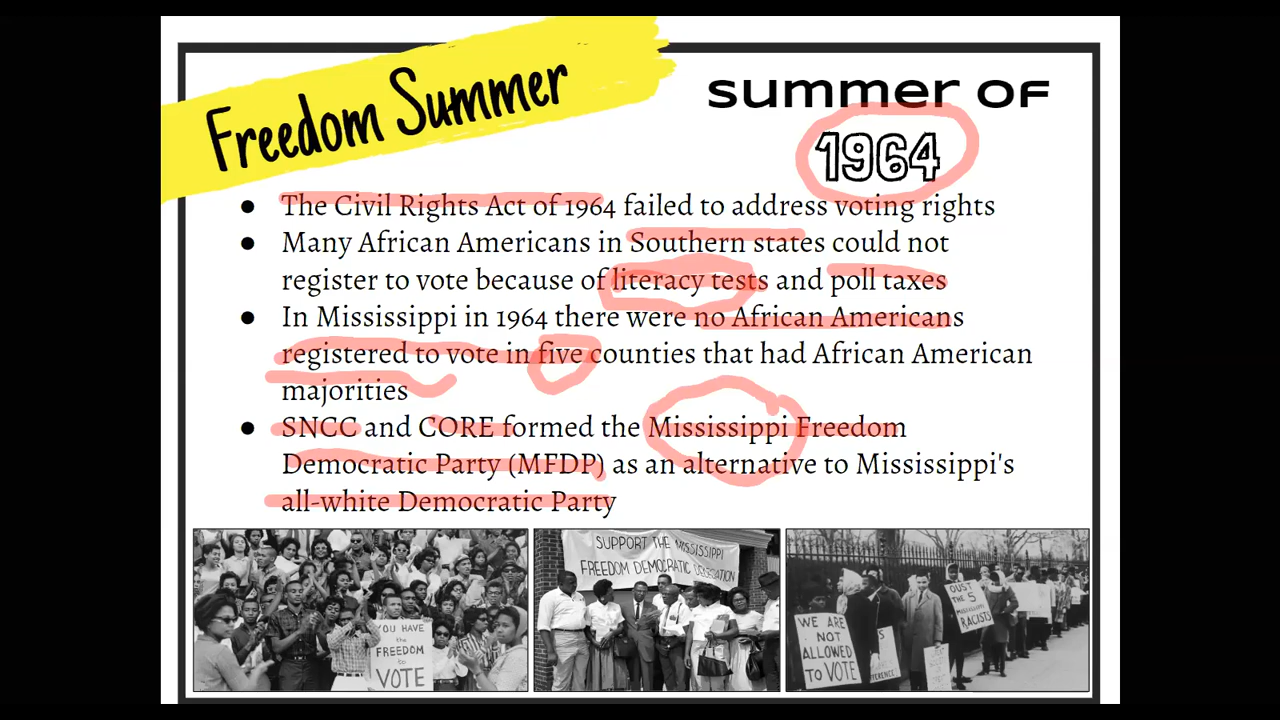 Freedom Summer
summer of
1964
● The Civil Rights Act of 1964 failed to address voting rights
● Many African Americans in Southern states could not
register to vote because of literacy tests and poll taxes
● In Mississippi in 1964 there were no African Americans
registered to vote in five counties that had African American
majorities
● SNCC and CORE formed the Mississippi Freedom
Democratic Party (MFDP) as an alternative to Mississippi's
all-white Democratic Party
YOU HAVE
the
FREEDOM
to
VOTE
SUPPORT THE MISSISSIPPI
FREEDOM DEMOCRATIC DELEGATION
WE ARE
NOT
ALLOWED
TO VOTE
OUST
THE 5
MISSISSIPPI
RACISTS